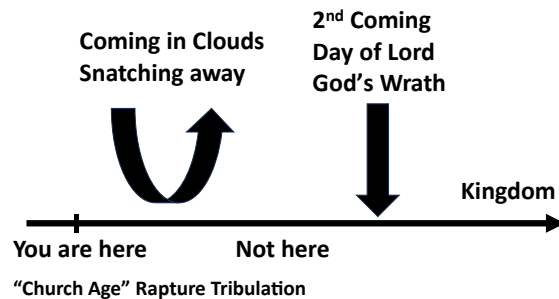 Coming in Clouds
Snatching away
2nd Coming
Day of Lord
God's Wrath
Kingdom
You are here
Not here
“Church Age” Rapture Tribulation